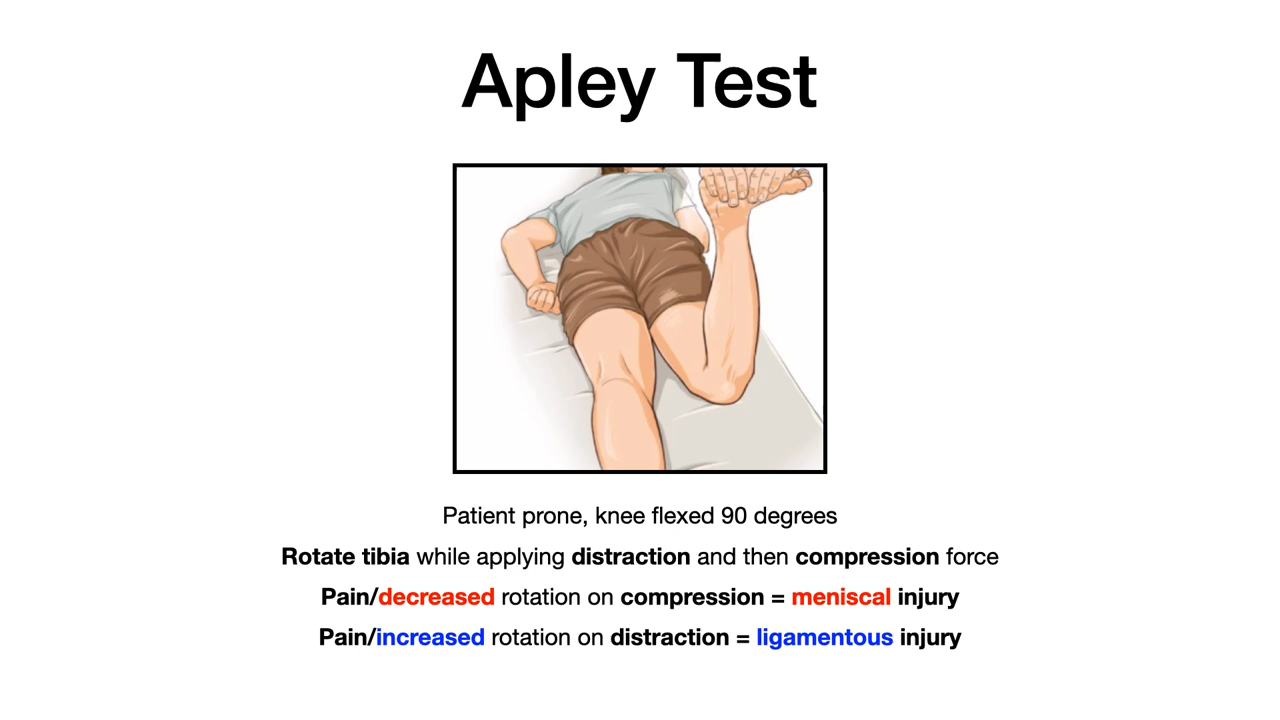 Apley Test
Patient prone, knee flexed 90 degrees
Rotate tibia while applying distraction and then compression force
Pain/decreased rotation on compression = meniscal injury
Pain/increased rotation on distraction = ligamentous injury